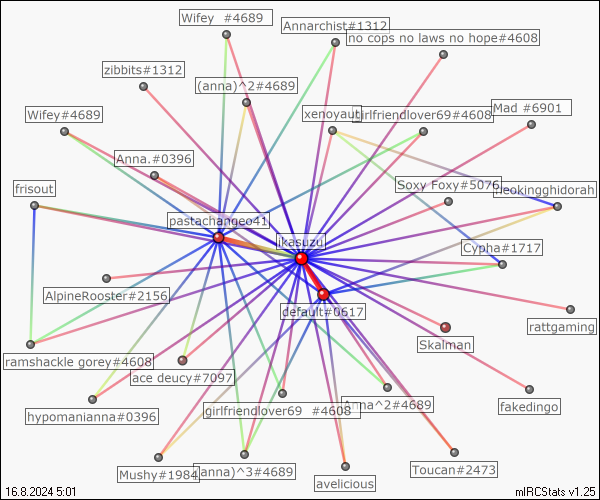 Wifey  #4689
Annarchist#1312
no cops no laws no hope#4608
zibbits#1312
(anna)^2#4689
Wifey#4689
xenoyaut
girlfriendlover69#4608
Mad #6901
Anna.#0396
frisout
Soxy Foxy#5076
neokingghidorah
pastachangeo41
ikasuzu
Cypha#1717
AlpineRooster#2156
default#0617
rattgaming
Skalman
ramshackle gorey#4608
ace deucy#7097
hypomanianna#0396
girlfriendlover69  #4608
Anna^2#4689
fakedingo
Mushy#1984
(anna)^3#4689
avelicious
Toucan#2473
16.8.2024 5:01
mIRCStats v1.25